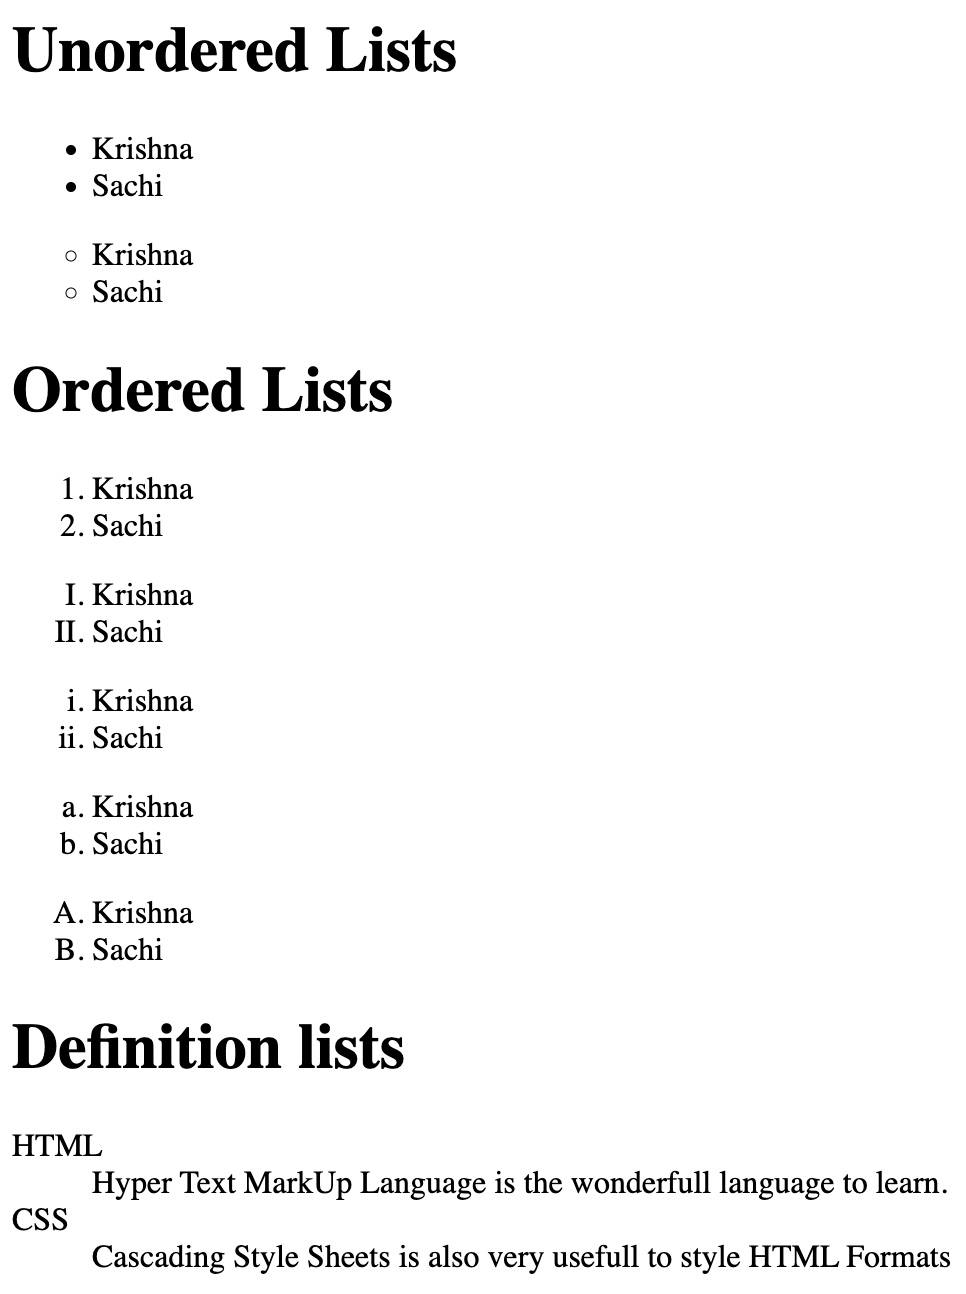 Unordered Lists
• Krishna
• Sachi
◦ Krishna
◦ Sachi
Ordered Lists
1. Krishna
2. Sachi
I. Krishna
II. Sachi
i. Krishna
ii. Sachi
a. Krishna
b. Sachi
A. Krishna
B. Sachi
Definition lists
HTML
Hyper Text MarkUp Language is the wonderfull language to learn.
CSS
Cascading Style Sheets is also very usefull to style HTML Formats